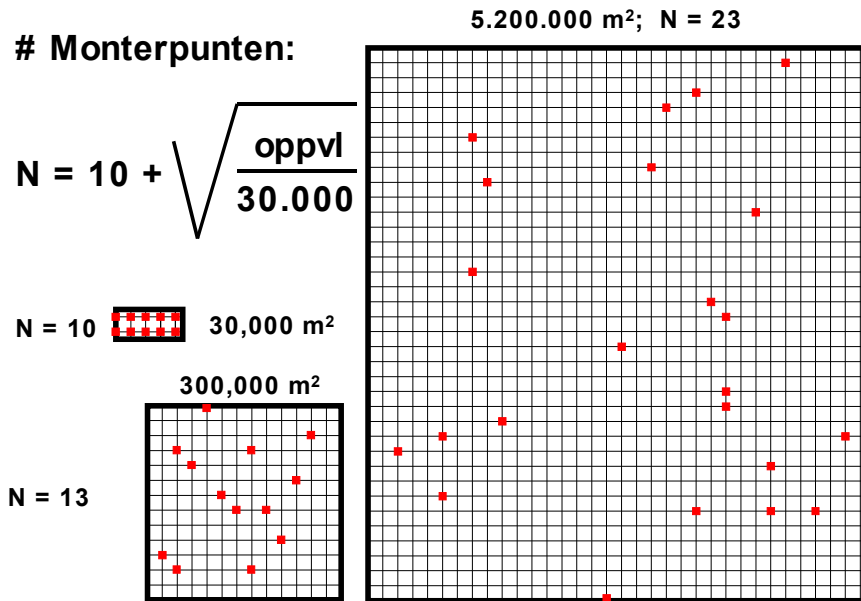 5.200.000 m²; N = 23
# Monterpunten:
N = 10 + √ oppvl
30.000
N = 10 30,000 m²
300,000 m²
N = 13